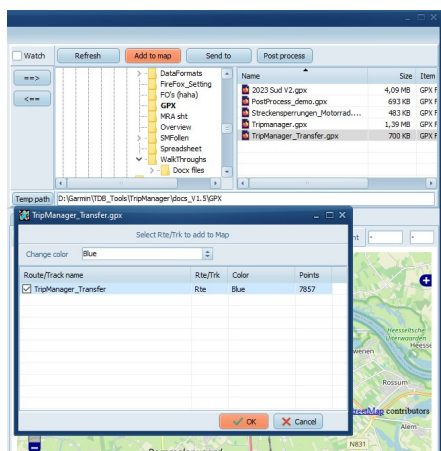 Watch
Refresh
Add to map
Send to
Post process
==>
<==
DataFormats
FireFox_Setting
FO's (haha)
GPX
MRA sht
Overview
SMFollen
Spreadsheet
WalkThroughs
Docx files
Name Size Item
2023 Sud V2.gpx 4,09 MB GPX F
PostProcess_demo.gpx 693 KB GPX F
Streckensperrungen_Motorrad.... 483 KB GPX F
Tripmanager.gpx 1,39 MB GPX F
TripManager_Transfer.gpx 700 KB GPX F
Temp path D:\Garmin\TDB_Tools\TripManager\docs_V1.5\GPX
TripManager_Transfer.gpx
Select Rte/Trk to add to Map
Change color Blue
Route/Track name Rte/Trk Color Points
TripManager_Transfer Rte Blue 7857
OK
Cancel
Heesseltsche
Uiterwaarden
Heesse
Rossum
reetMap contributors
Alem
N831